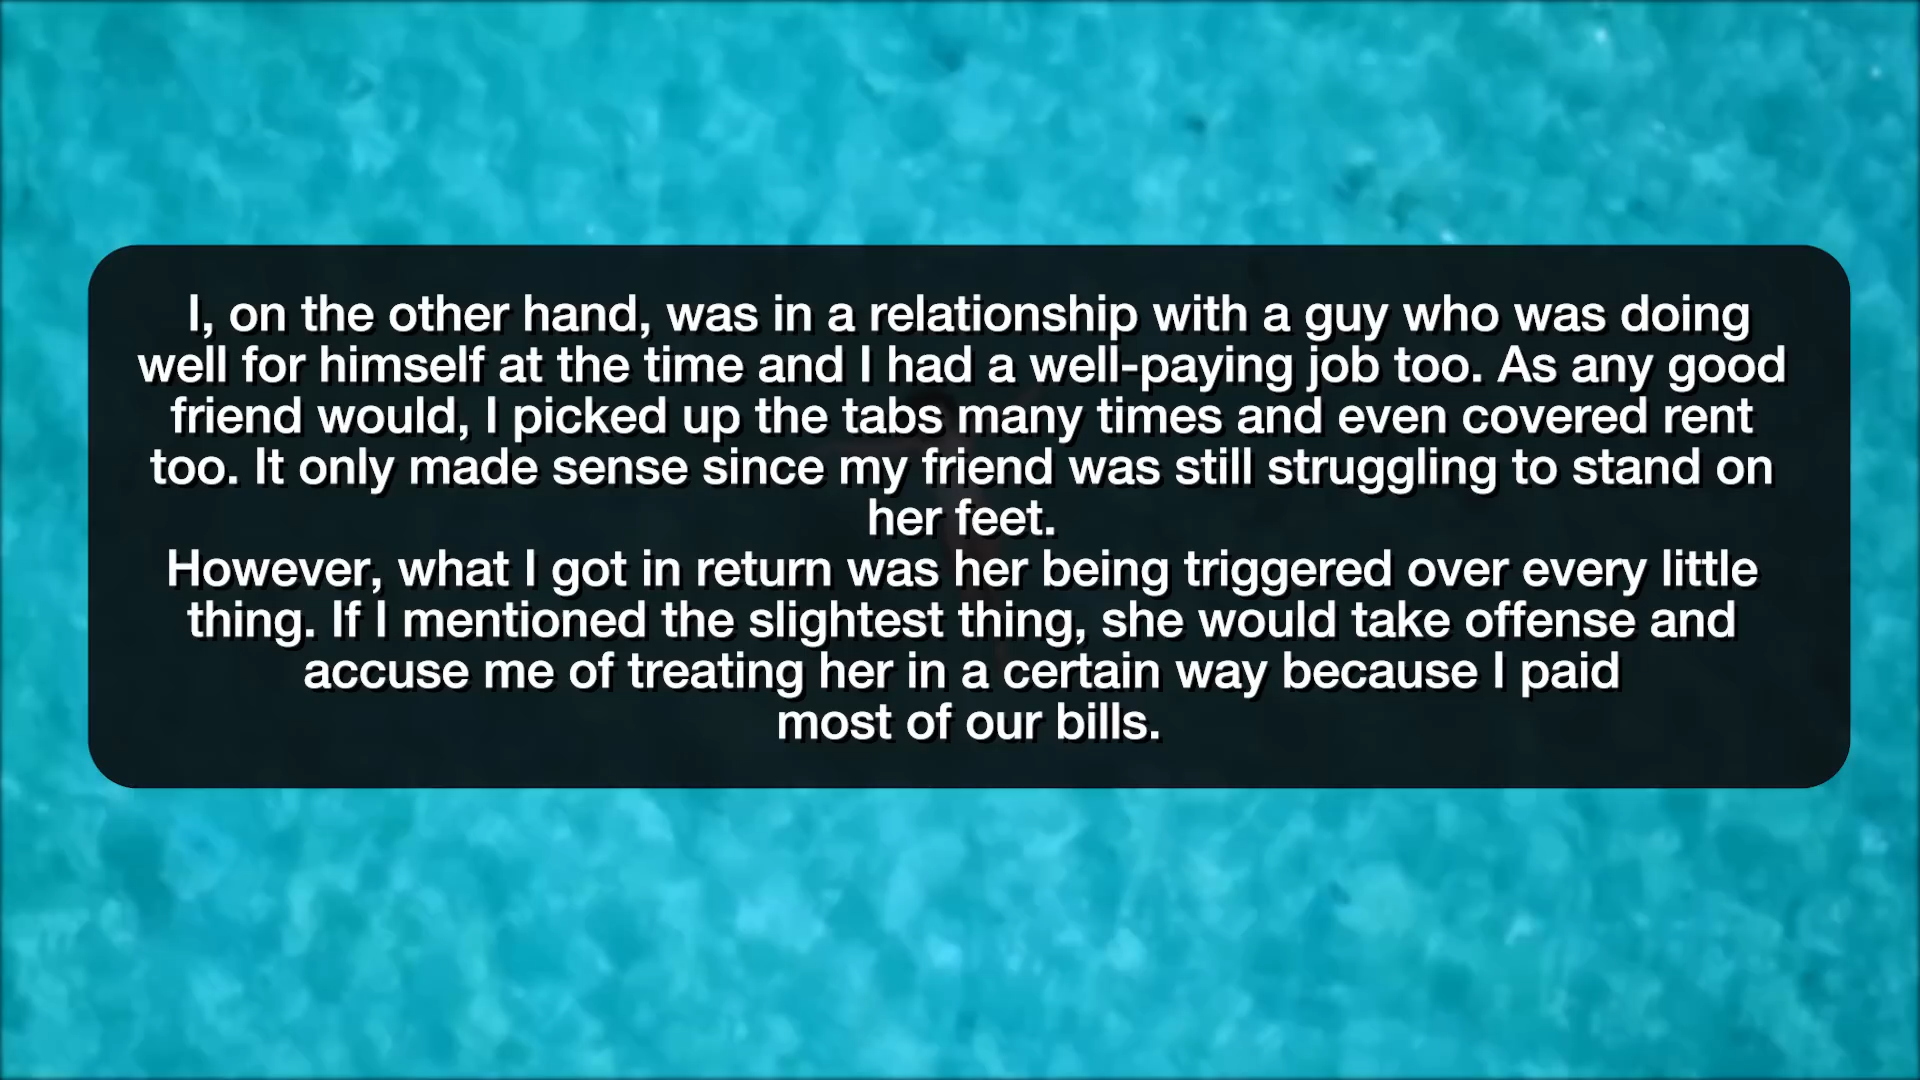 I, on the other hand, was in a relationship with a guy who was doing
well for himself at the time and I had a well-paying job too. As any good
friend would, I picked up the tabs many times and even covered rent
too. It only made sense since my friend was still struggling to stand on
her feet.
However, what I got in return was her being triggered over every little
thing. If I mentioned the slightest thing, she would take offense and
accuse me of treating her in a certain way because I paid
most of our bills.